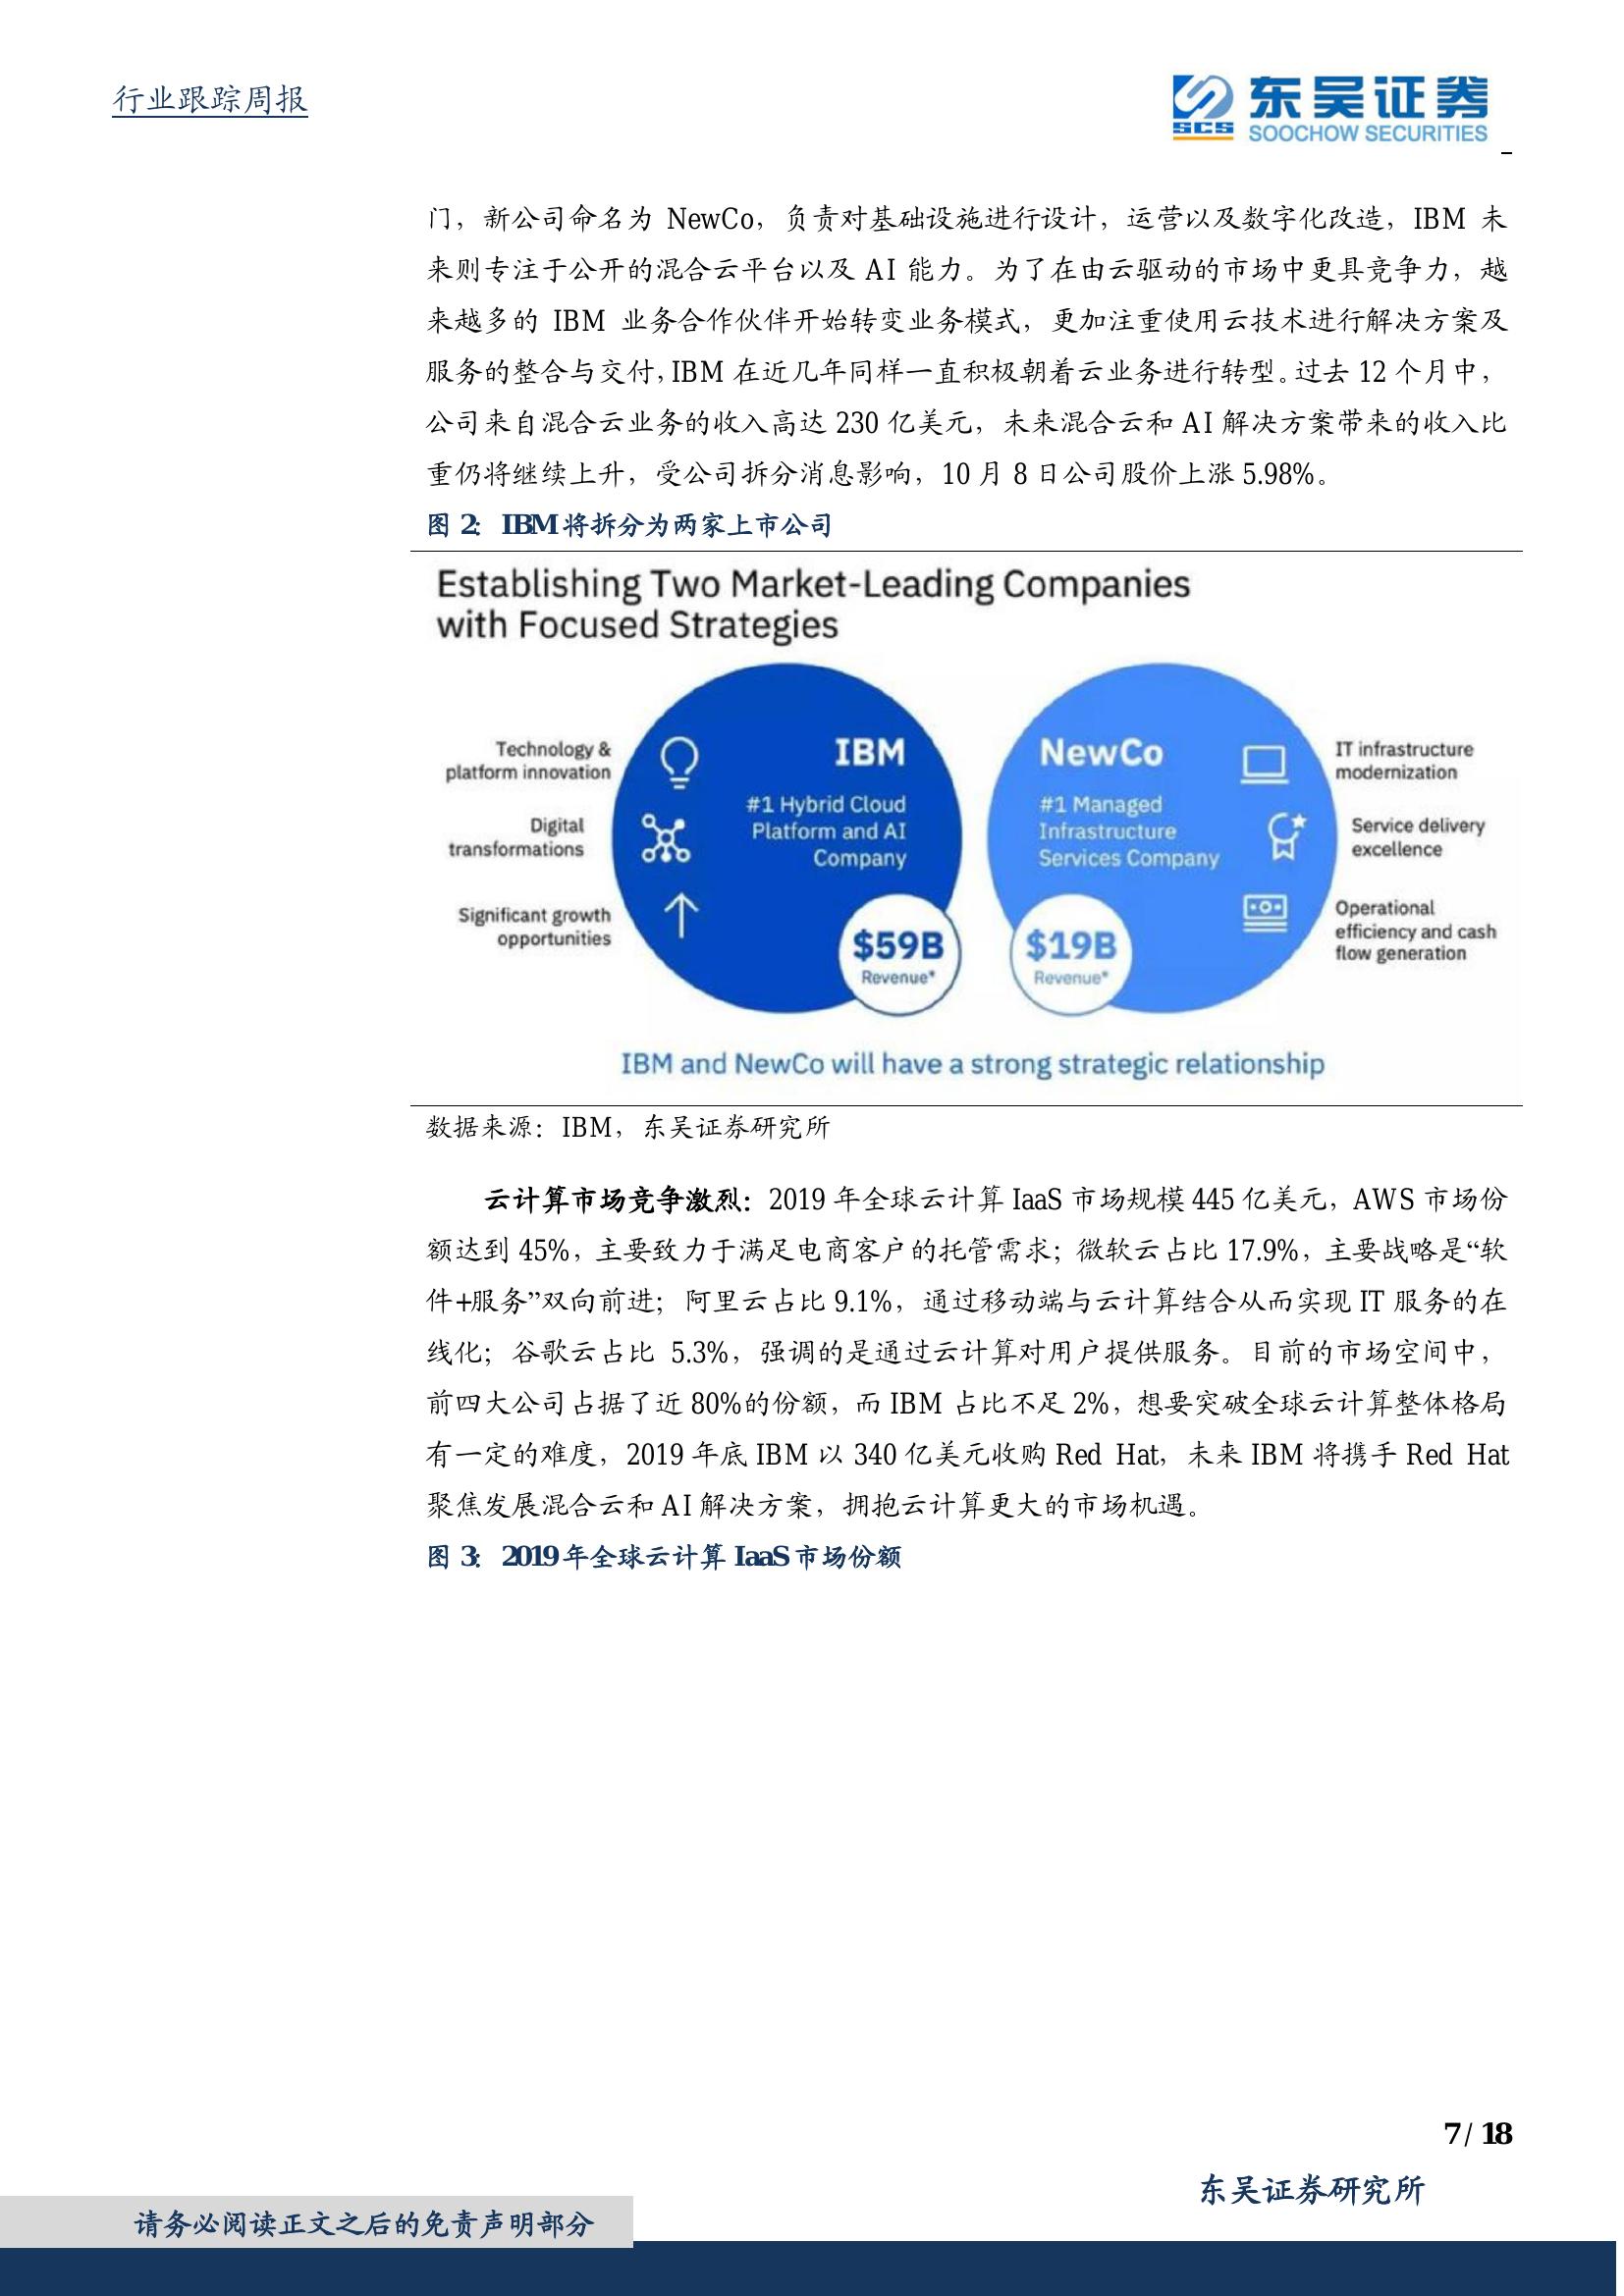 行业跟踪周报
SCS
东吴证券
SOOCHOW SECURITIES
门，新公司命名为 NewCo，负责对基础设施进行设计，运营以及数字化改造，IBM 未
来则专注于公开的混合云平台以及 AI 能力。为了在由云驱动的市场中更具竞争力，越
来越多的 IBM 业务合作伙伴开始转变业务模式，更加注重使用云技术进行解决方案及
服务的整合与交付，IBM 在近几年同样一直积极朝着云业务进行转型。过去 12 个月中，
公司来自混合云业务的收入高达 230 亿美元，未来混合云和 AI 解决方案带来的收入比
重仍将继续上升，受公司拆分消息影响，10 月 8 日公司股价上涨 5.98%。
图 2： IBM 将拆分为两家上市公司
Establishing Two Market-Leading Companies
with Focused Strategies
Technology &
platform innovation
Digital
transformations
Significant growth
opportunities
IBM
#1 Hybrid Cloud
Platform and AI
Company
$59B
Revenue*
NewCo
#1 Managed
Infrastructure
Services Company
$19B
Revenue*
IT infrastructure
modernization
Service delivery
excellence
Operational
efficiency and cash
flow generation
IBM and NewCo will have a strong strategic relationship
数据来源：IBM，东吴证券研究所
云计算市场竞争激烈：2019 年全球云计算 IaaS 市场规模 445 亿美元，AWS 市场份
额达到 45%，主要致力于满足电商客户的托管需求；微软云占比 17.9%，主要战略是“软
件+服务”双向前进；阿里云占比 9.1%，通过移动端与云计算结合从而实现 IT 服务的在
线化；谷歌云占比 5.3%，强调的是通过云计算对用户提供服务。目前的市场空间中，
前四大公司占据了近 80%的份额，而 IBM 占比不足 2%，想要突破全球云计算整体格局
有一定的难度，2019 年底 IBM 以 340 亿美元收购 Red Hat，未来 IBM 将携手 Red Hat
聚焦发展混合云和 AI 解决方案，拥抱云计算更大的市场机遇。
图 3： 2019 年全球云计算 IaaS 市场份额
7 / 18
东吴证券研究所
请务必阅读正文之后的免责声明部分